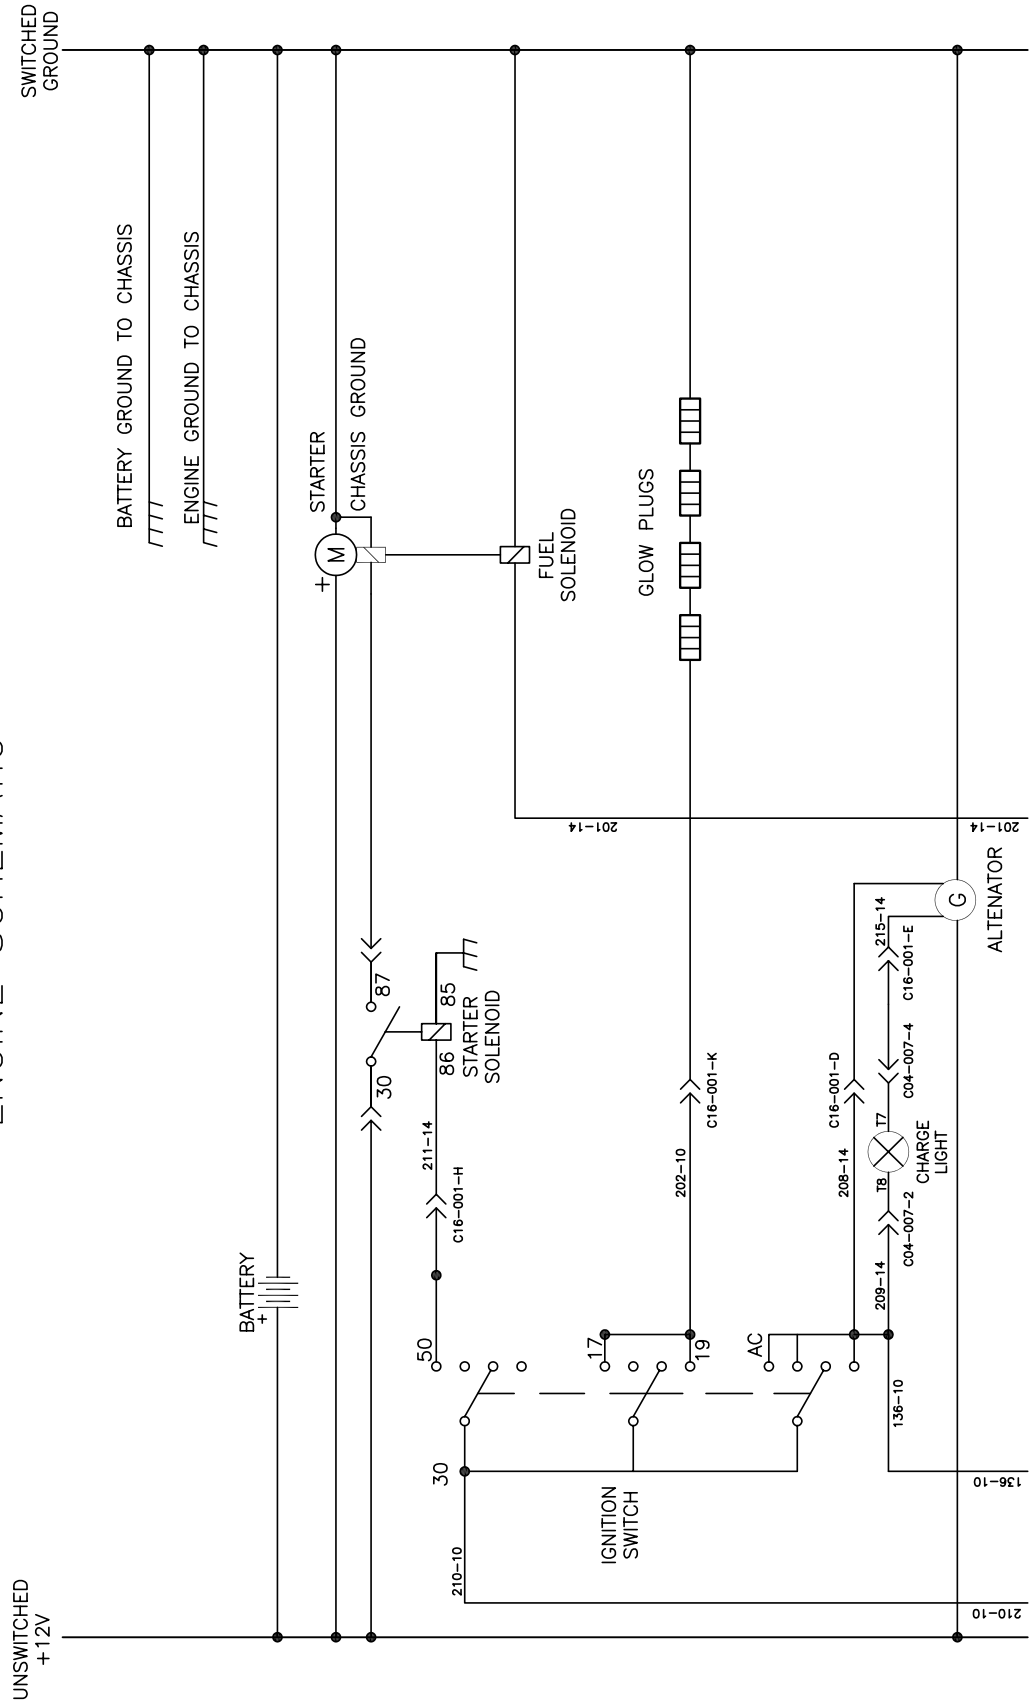 SWITCHED
GROUND
BATTERY GROUND TO CHASSIS
ENGINE GROUND TO CHASSIS
STARTER
CHASSIS GROUND
+
M
FUEL
SOLENOID
GLOW PLUGS
201-14
201-14
ALTENATOR
G
215-14
C16-001-E
C04-007-4
T7
CHARGE
LIGHT
T8
C04-007-2
209-14
C16-001-D
208-14
C16-001-K
202-10
87
30
85
86
STARTER
SOLENOID
211-14
C16-001-H
BATTERY
+
50
17
19
AC
30
IGNITION
SWITCH
136-10
136-10
210-10
210-10
UNSWITCHED
+12V